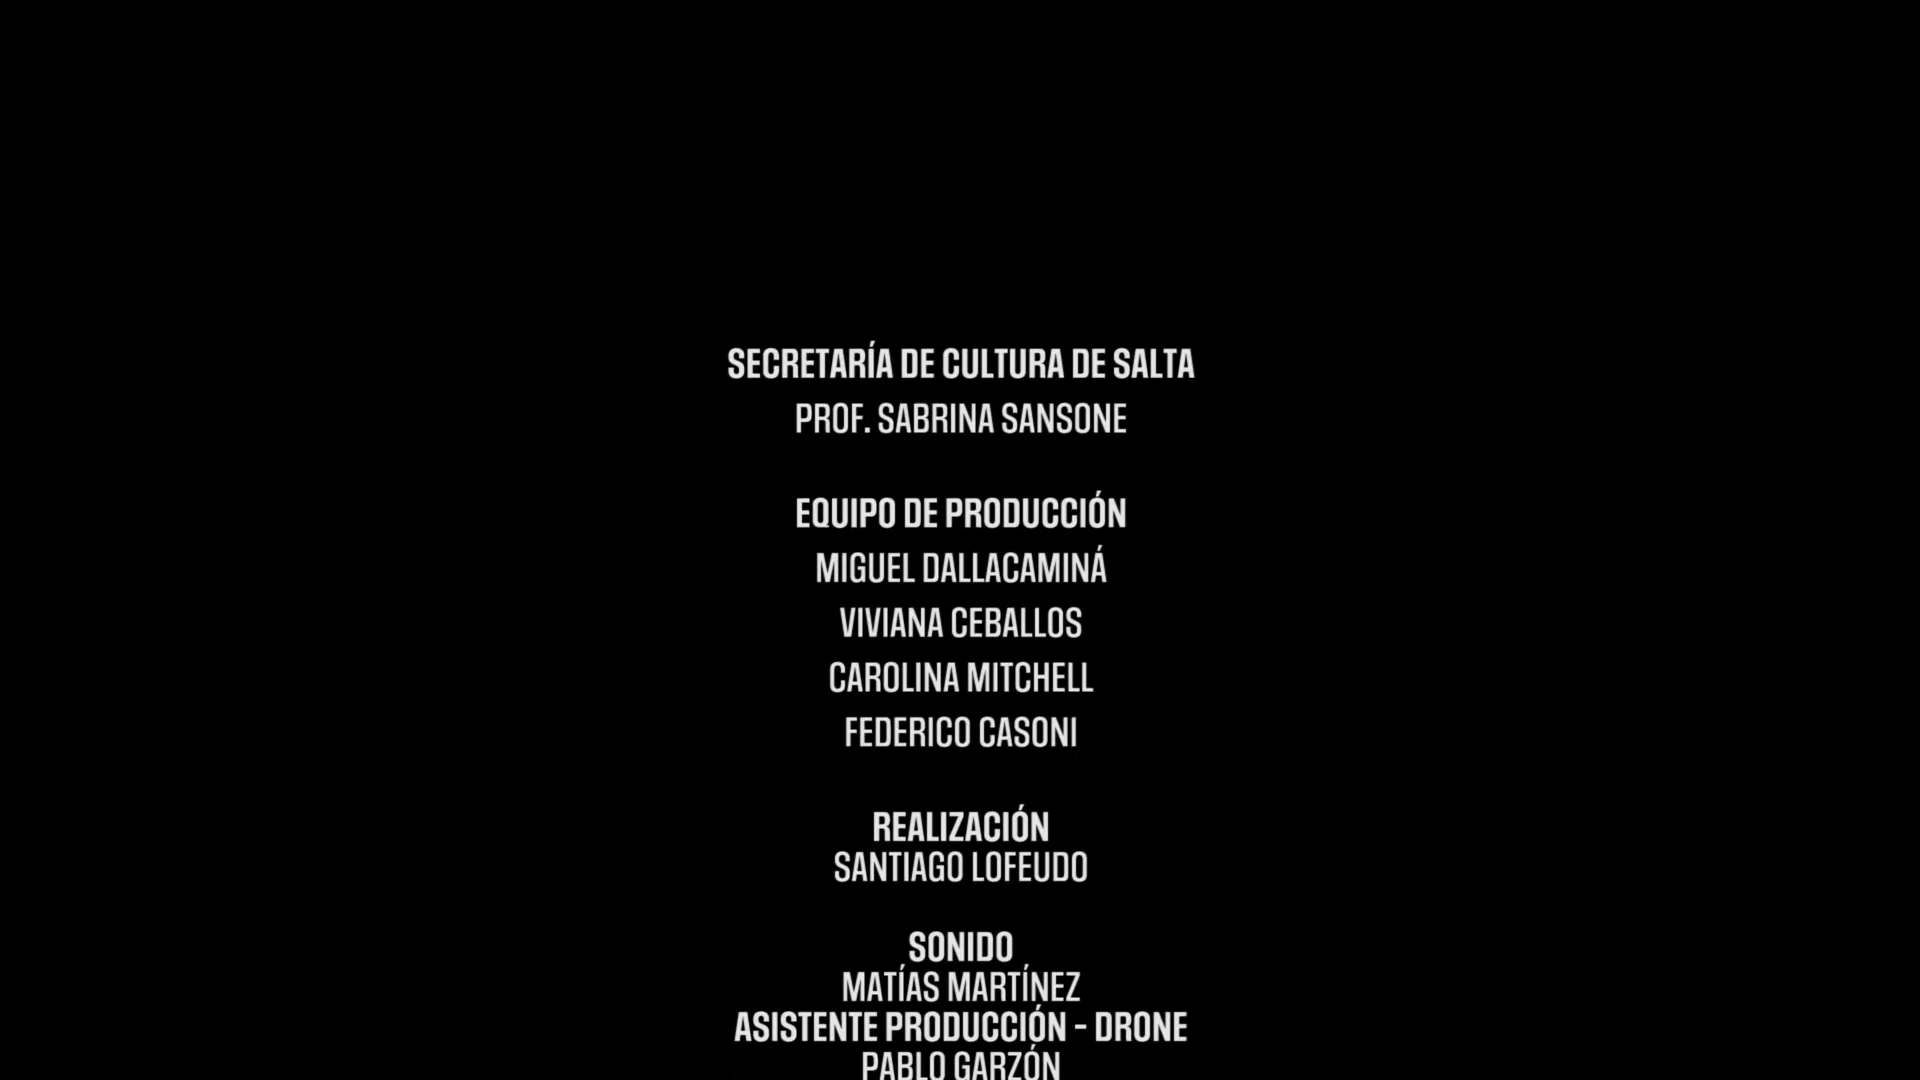 SECRETARÍA DE CULTURA DE SALTA
PROF. SABRINA SANSONE
EQUIPO DE PRODUCCIÓN
MIGUEL DALLACAMINÁ
VIVIANA CEBALLOS
CAROLINA MITCHELL
FEDERICO CASONI
REALIZACIÓN
SANTIAGO LOFEUDO
SONIDO
MATÍAS MARTÍNEZ
ASISTENTE PRODUCCIÓN - DRONE
PABLO GARZÓN